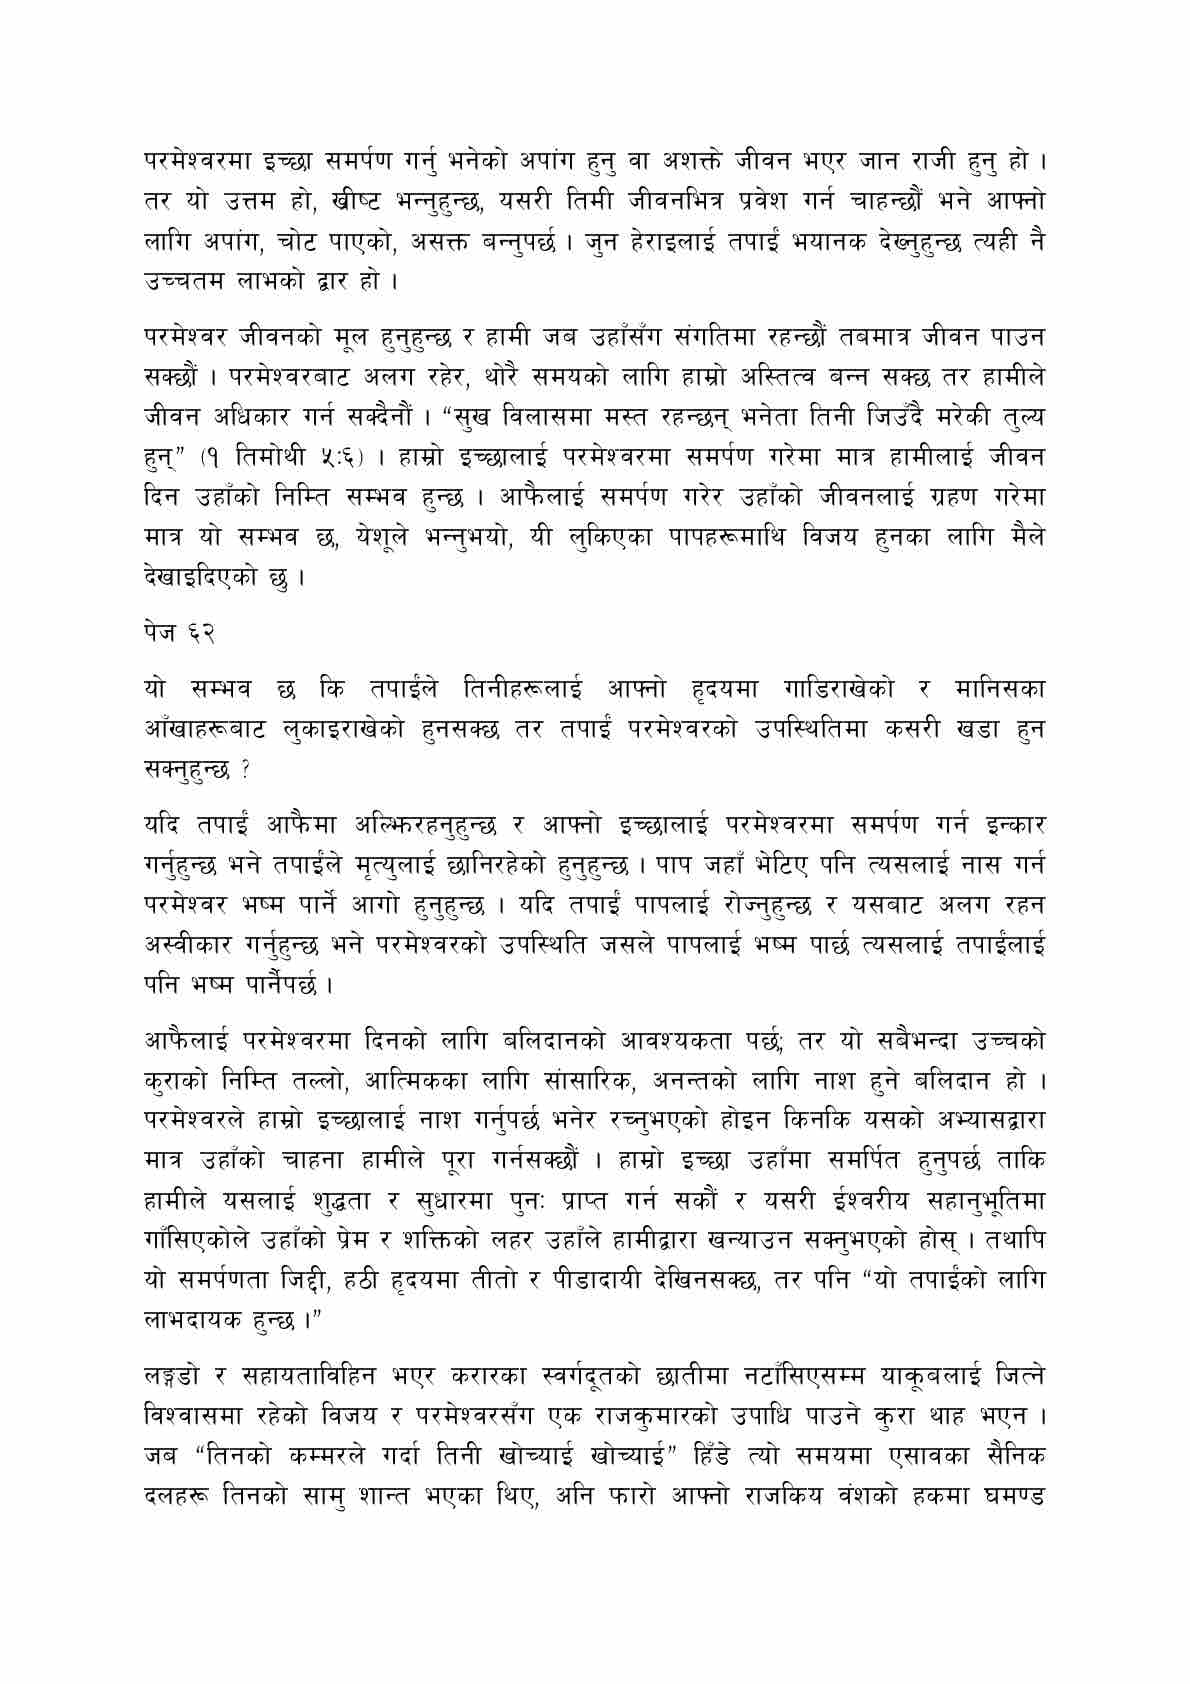 परमेश्वरमा इच्छा समर्पण गर्नु भनेको अपांग हुनु वा अशक्ते जीवन भएर जान राजी हुनु हो ।
तर यो उत्तम हो, ख्रीष्ट भन्नुहुन्छ, यसरी तिमी जीवनभित्र प्रवेश गर्न चाहन्छौं भने आफ्नो
लागि अपांग, चोट पाएको, असक्त बन्नुपर्छ । जुन हेराइलाई तपाईं भयानक देख्नुहुन्छ त्यही नै
उच्चतम लाभको द्वार हो ।
परमेश्वर जीवनको मूल हुनुहुन्छ र हामी जब उहाँसँग संगतिमा रहन्छौं तबमात्र जीवन पाउन
सक्छौं । परमेश्वरबाट अलग रहेर, थोरै समयको लागि हाम्रो अस्तित्व बन्न सक्छ तर हामीले
जीवन अधिकार गर्न सक्दैनौं । “सुख विलासमा मस्त रहन्छन् भनेता तिनी जिउँदै मरेकी तुल्य
हुन्” (१ तिमोथी ५:६) । हाम्रो इच्छालाई परमेश्वरमा समर्पण गरेमा मात्र हामीलाई जीवन
दिन उहाँको निम्ति सम्भव हुन्छ । आफैलाई समर्पण गरेर उहाँको जीवनलाई ग्रहण गरेमा
मात्र यो सम्भव छ, येशूले भन्नुभयो, यी लुकिएका पापहरूमाथि विजय हुनका लागि मैले
देखाइदिएको छु ।
पेज ६२
यो सम्भव छ कि तपाईंले तिनीहरूलाई आफ्नो हृदयमा गाडिराखेको र मानिसका
आँखाहरूबाट लुकाइराखेको हुनसक्छ तर तपाईं परमेश्वरको उपस्थितिमा कसरी खडा हुन
सक्नुहुन्छ ?
यदि तपाईं आफैमा अल्झिरहनुहुन्छ र आफ्नो इच्छालाई परमेश्वरमा समर्पण गर्न इन्कार
गर्नुहुन्छ भने तपाईंले मृत्युलाई छानिरहेको हुनुहुन्छ । पाप जहाँ भेटिए पनि त्यसलाई नास गर्न
परमेश्वर भष्म पार्ने आगो हुनुहुन्छ । यदि तपाईं पापलाई रोज्नुहुन्छ र यसबाट अलग रहन
अस्वीकार गर्नुहुन्छ भने परमेश्वरको उपस्थिति जसले पापलाई भष्म पार्छ त्यसलाई तपाईंलाई
पनि भष्म पार्नैपर्छ ।
आफैलाई परमेश्वरमा दिनको लागि बलिदानको आवश्यकता पर्छ; तर यो सबैभन्दा उच्चको
कुराको निम्ति तल्लो, आत्मिकका लागि सांसारिक, अनन्तको लागि नाश हुने बलिदान हो ।
परमेश्वरले हाम्रो इच्छालाई नाश गर्नुपर्छ भनेर रच्नुभएको होइन किनकि यसको अभ्यासद्वारा
मात्र उहाँको चाहना हामीले पूरा गर्नसक्छौं । हाम्रो इच्छा उहाँमा समर्पित हुनुपर्छ ताकि
हामीले यसलाई शुद्धता र सुधारमा पुनः प्राप्त गर्न सकौं र यसरी ईश्वरीय सहानुभूतिमा
गाँसिएकोले उहाँको प्रेम र शक्तिको लहर उहाँले हामीद्वारा खन्याउन सक्नुभएको होस् । तथापि
यो समर्पणता जिद्दी, हठी हृदयमा तीतो र पीडादायी देखिनसक्छ, तर पनि “यो तपाईंको लागि
लाभदायक हुन्छ ।”
लङ्गडो र सहायताविहिन भएर करारका स्वर्गदूतको छातीमा नटाँसिएसम्म याकूबलाई जित्ने
विश्वासमा रहेको विजय र परमेश्वरसँग एक राजकुमारको उपाधि पाउने कुरा थाह भएन ।
जब “तिनको कम्मरले गर्दा तिनी खोच्याई खोच्याई” हिँडे त्यो समयमा एसावका सैनिक
दलहरू तिनको सामु शान्त भएका थिए, अनि फारो आफ्नो राजकिय वंशको हकमा घमण्ड